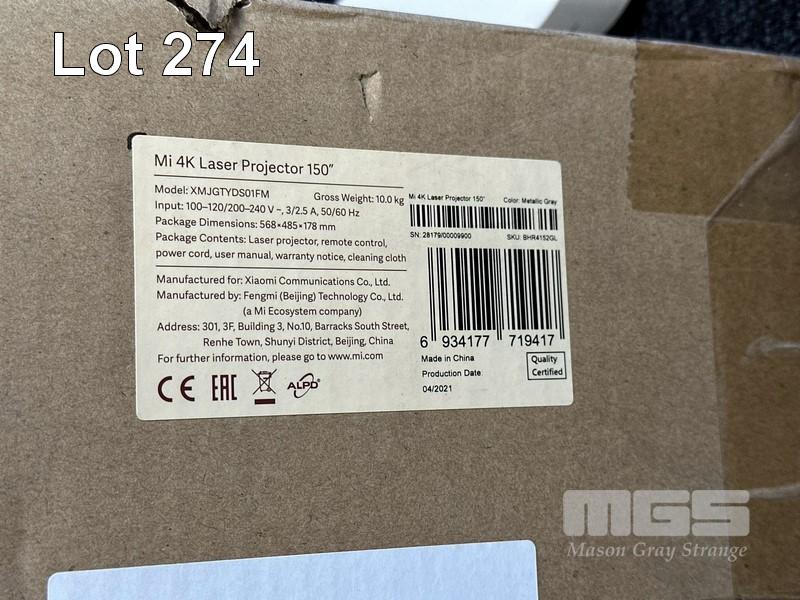 Lot 274
Mi 4K Laser Projector 150"
Model: XMJGTYDS01FM Gross Weight: 10.0 kg
Input: 100–120/200–240 V ~, 3/2.5 A, 50/60 Hz
Package Dimensions: 568×485×178 mm
Package Contents: Laser projector, remote control,
power cord, user manual, warranty notice, cleaning cloth
Manufactured for: Xiaomi Communications Co., Ltd.
Manufactured by: Fengmi (Beijing) Technology Co., Ltd.
(a Mi Ecosystem company)
Address: 301, 3F, Building 3, No.10, Barracks South Street,
Renhe Town, Shunyi District, Beijing, China
For further information, please go to www.mi.com
CE EAC ALPD®
Mi 4K Laser Projector 150" Color: Metallic Gray
SN: 28179/00009900 SKU: BHR4152GL
6 934177 719417
Made in China
Production Date:
04/2021
Quality
Certified
MGS
Mason Gray Strange